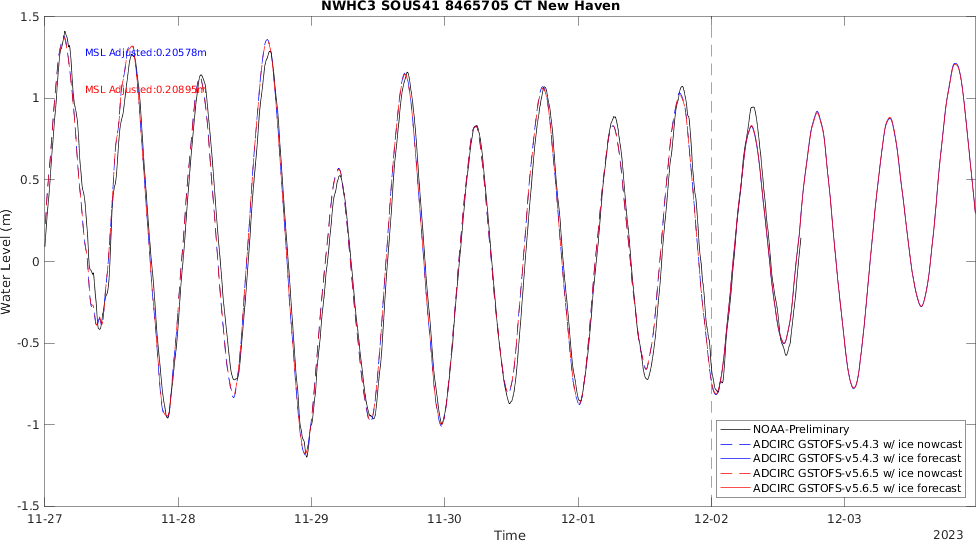 NWHC3 SOUS41 8465705 CT New Haven
1.5
MSL Adjusted:0.20578m
MSL Adjusted:0.20895m
1
0.5
0
-0.5
-1
-1.5
Water Level (m)
NOAA-Preliminary
ADCIRC GSTOFS-v5.4.3 w/ ice nowcast
ADCIRC GSTOFS-v5.4.3 w/ ice forecast
ADCIRC GSTOFS-v5.6.5 w/ ice nowcast
ADCIRC GSTOFS-v5.6.5 w/ ice forecast
11-27 11-28 11-29 11-30 12-01 12-02 12-03
Time
2023